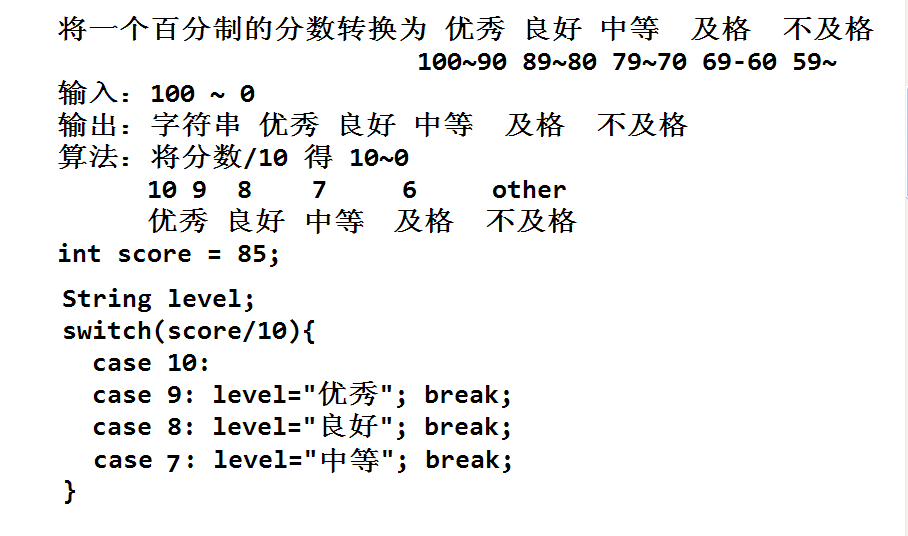 将一个百分制的分数转换为 优秀 良好 中等 及格 不及格
100~90 89~80 79~70 69-60 59~
输入: 100 ~ 0
输出: 字符串 优秀 良好 中等 及格 不及格
算法: 将分数/10 得 10~0
10 9 8 7 6 other
优秀 良好 中等 及格 不及格
int score = 85;
String level;
switch(score/10){
case 10:
case 9: level="优秀"; break;
case 8: level="良好"; break;
case 7: level="中等"; break;
}